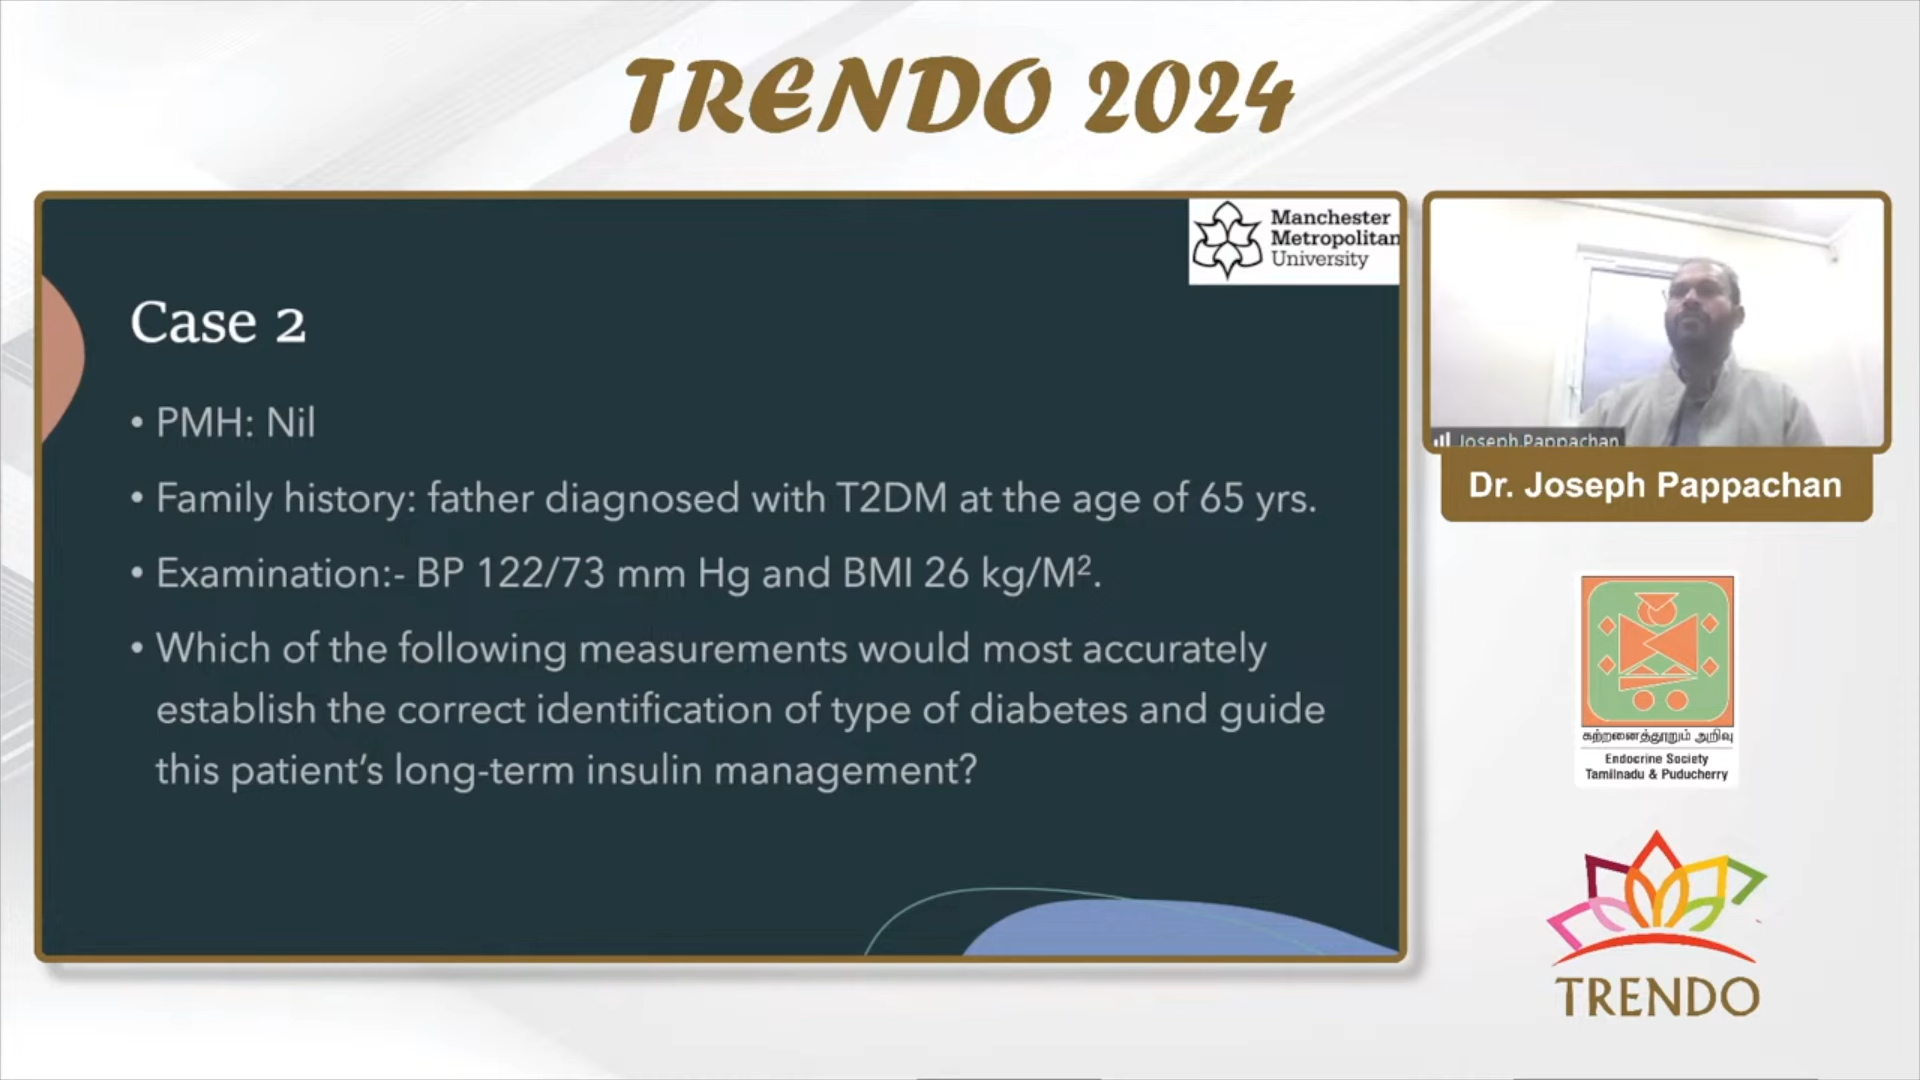 TRENDO 2024
Manchester
Metropolitan
University
Case 2
• PMH: Nil
• Family history: father diagnosed with T2DM at the age of 65 yrs.
• Examination:- BP 122/73 mm Hg and BMI 26 kg/M².
• Which of the following measurements would most accurately
establish the correct identification of type of diabetes and guide
this patient’s long-term insulin management?
Joseph Pappachan
Dr. Joseph Pappachan
கற்றனைத்தூறும் அறிவு
Endocrine Society
Tamilnadu & Puducherry
TRENDO